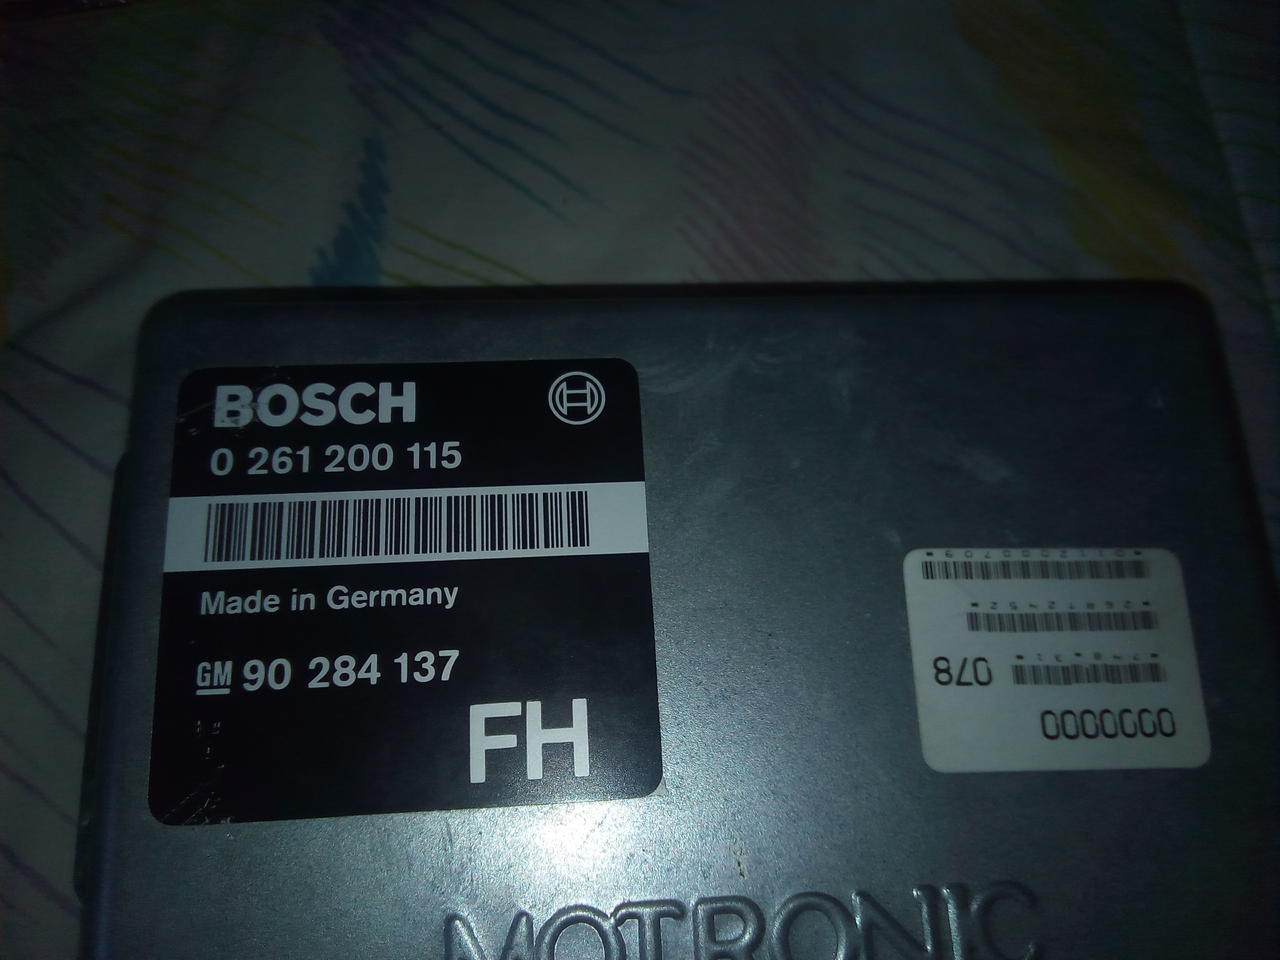 BOSCH
0 261 200 115
Made in Germany
GM 90 284 137
FH
078
0000000
MOTRONIC